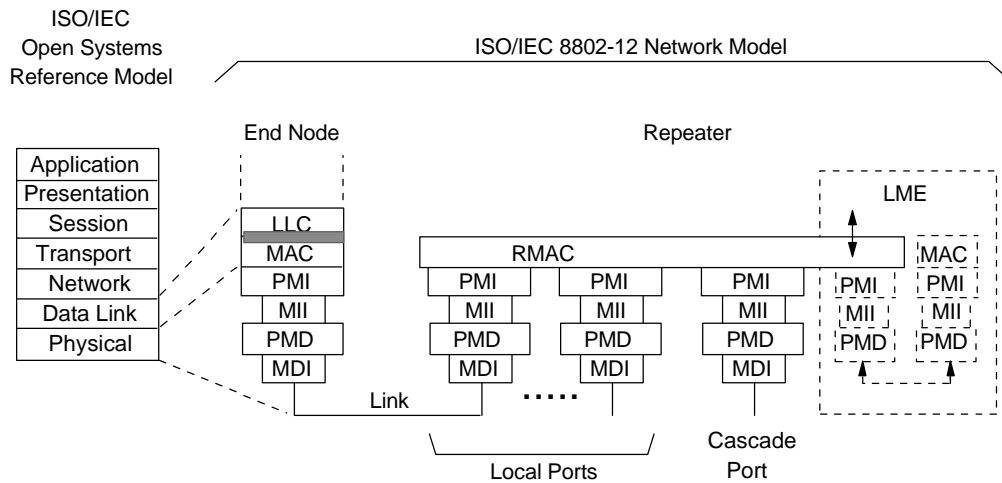 ISO/IEC
Open Systems
Reference Model
ISO/IEC 8802-12 Network Model
End Node
Repeater
Application
Presentation
Session
Transport
Network
Data Link
Physical
LLC
MAC
PMI
MII
PMD
MDI
Link
RMAC
PMI
MII
PMD
MDI
PMI
MII
PMD
MDI
.....
Local Ports
PMI
MII
PMD
MDI
Cascade
Port
LME
PMI
MII
PMD
MAC
PMI
MII
PMD